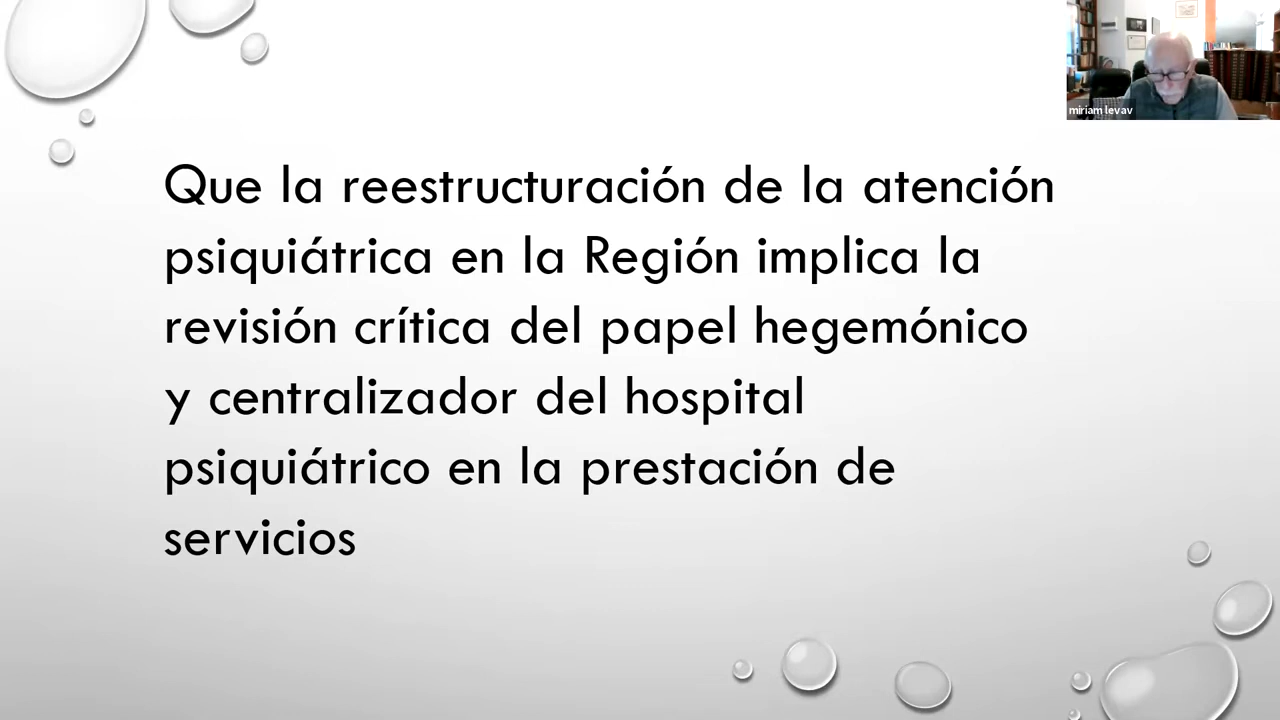 miriam levav
Que la reestructuración de la atención
psiquiátrica en la Región implica la
revisión crítica del papel hegemónico
y centralizador del hospital
psiquiátrico en la prestación de
servicios